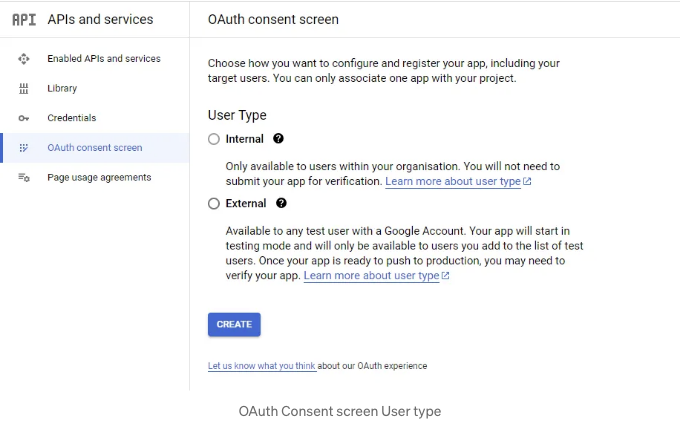 API APIs and services
OAuth consent screen
Enabled APIs and services
Library
Credentials
OAuth consent screen
Page usage agreements
Choose how you want to configure and register your app, including your
target users. You can only associate one app with your project.
User Type
Internal
Only available to users within your organisation. You will not need to
submit your app for verification. Learn more about user type
External
Available to any test user with a Google Account. Your app will start in
testing mode and will only be available to users you add to the list of test
users. Once your app is ready to push to production, you may need to
verify your app. Learn more about user type
CREATE
Let us know what you think about our OAuth experience
OAuth Consent screen User type